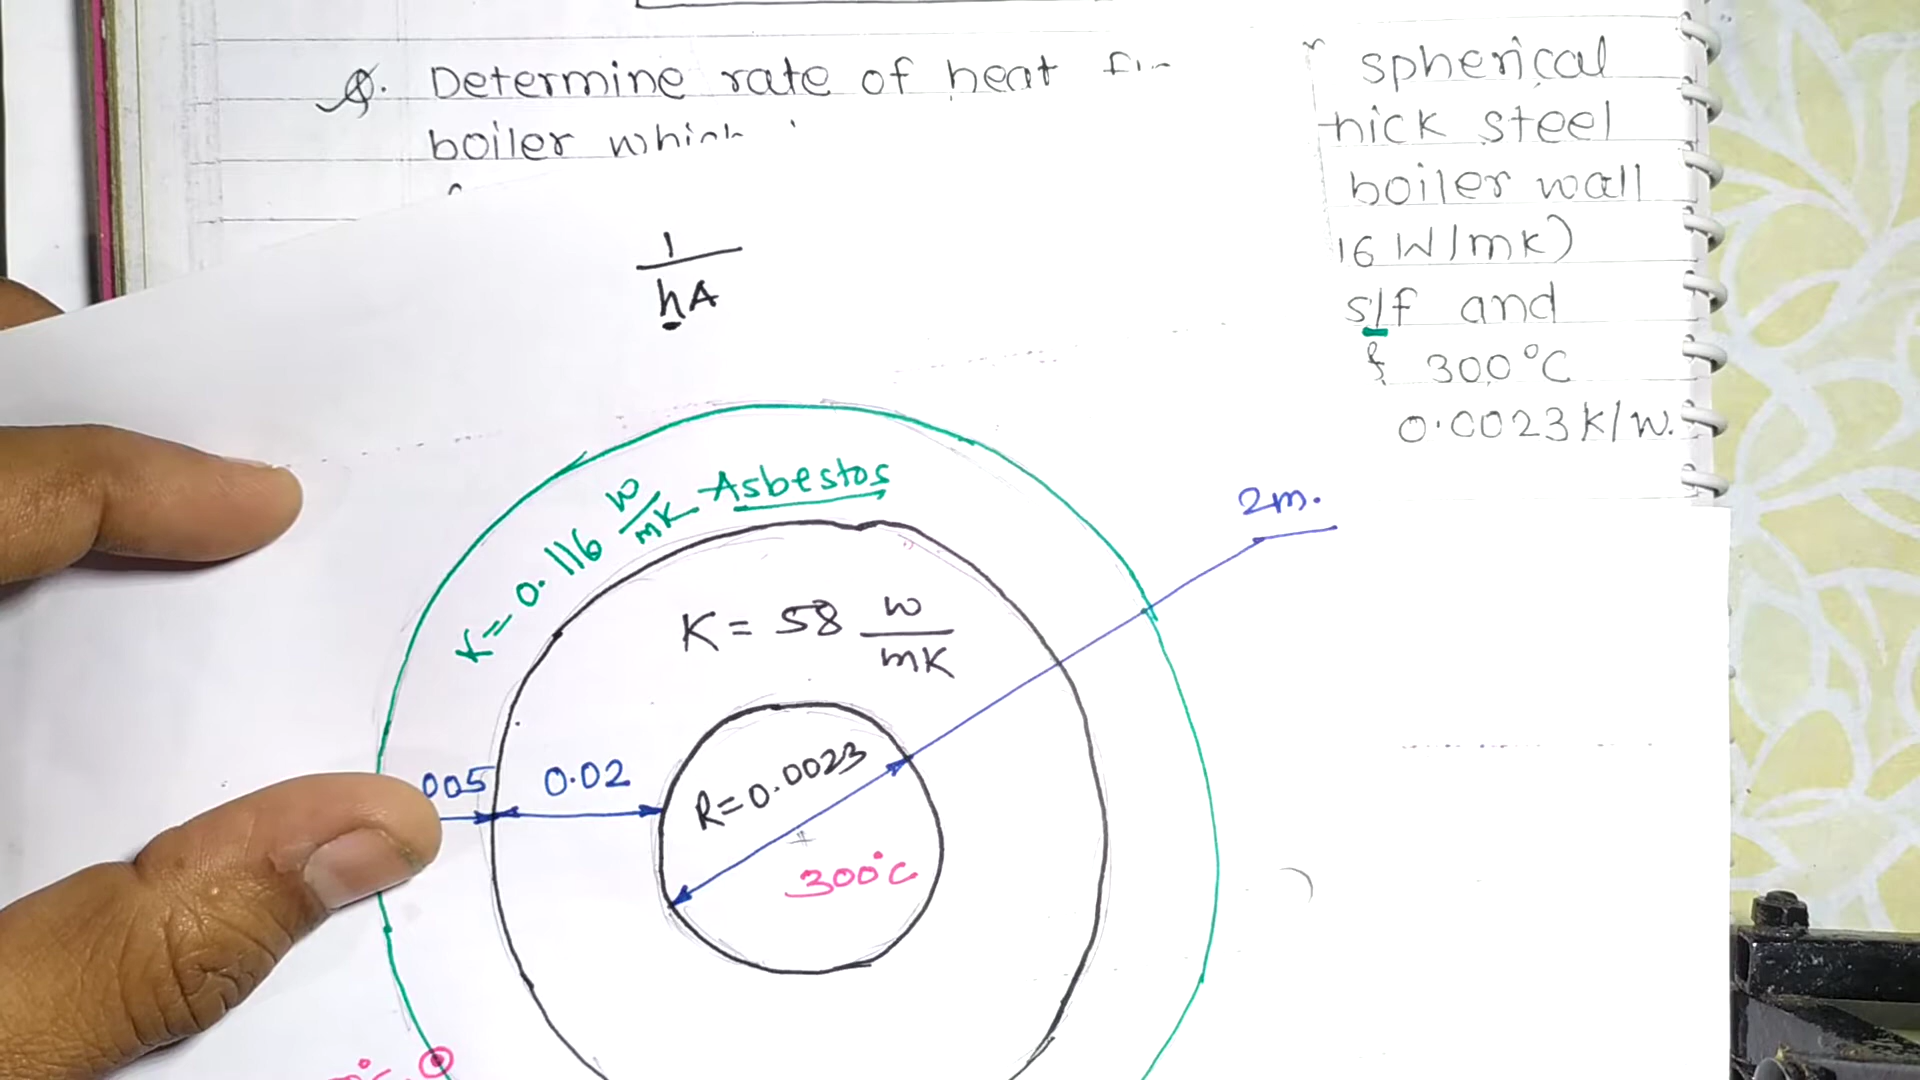 Q. Determine rate of heat
boiler
spherical
hick steel
boiler wall
16 W/mk)
s/f and
300°C
0.0023 K/W.
1
hA
2m.
K= 0.116 W/mK Asbestos
K= 58 W/mK
005
0.02
R=0.0023
300°C